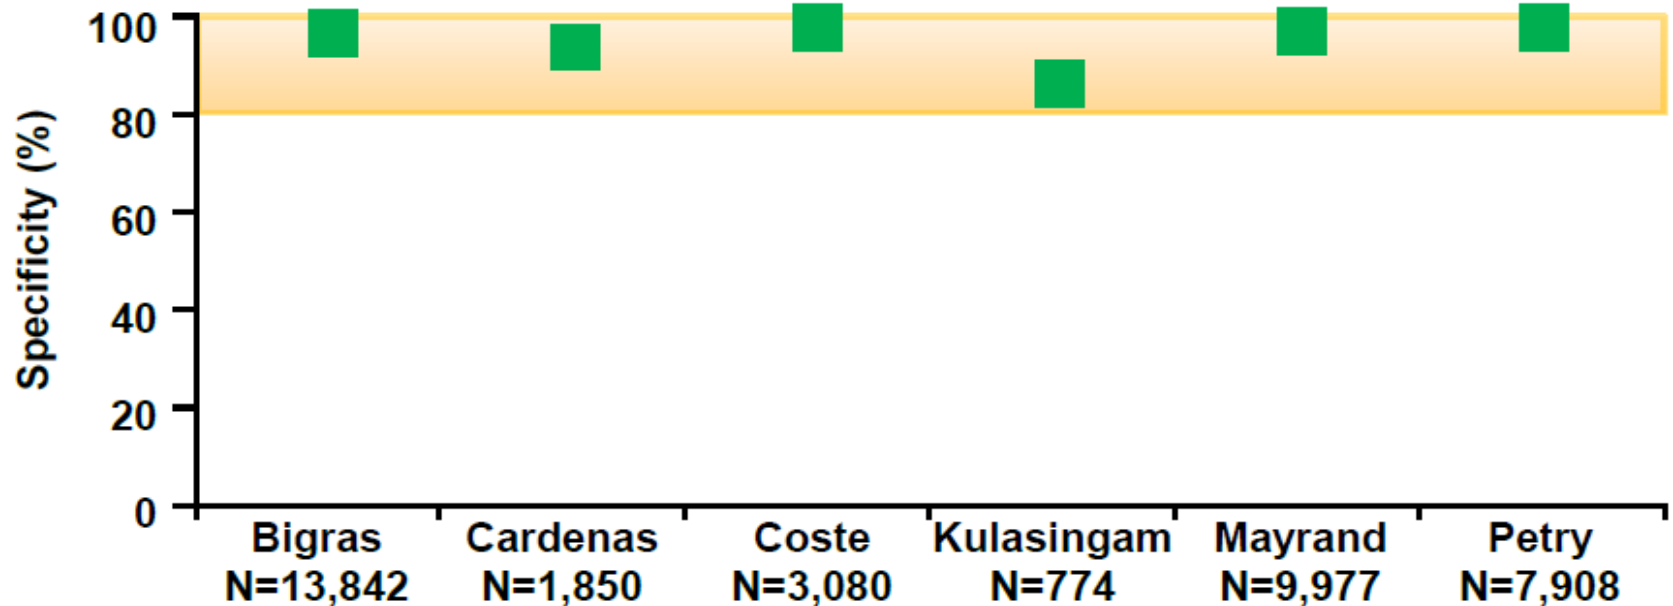 Specificity (%)
100
80
60
40
20
0
Bigras Cardenas Coste Kulasingam Mayrand Petry
N=13,842 N=1,850 N=3,080 N=774 N=9,977 N=7,908